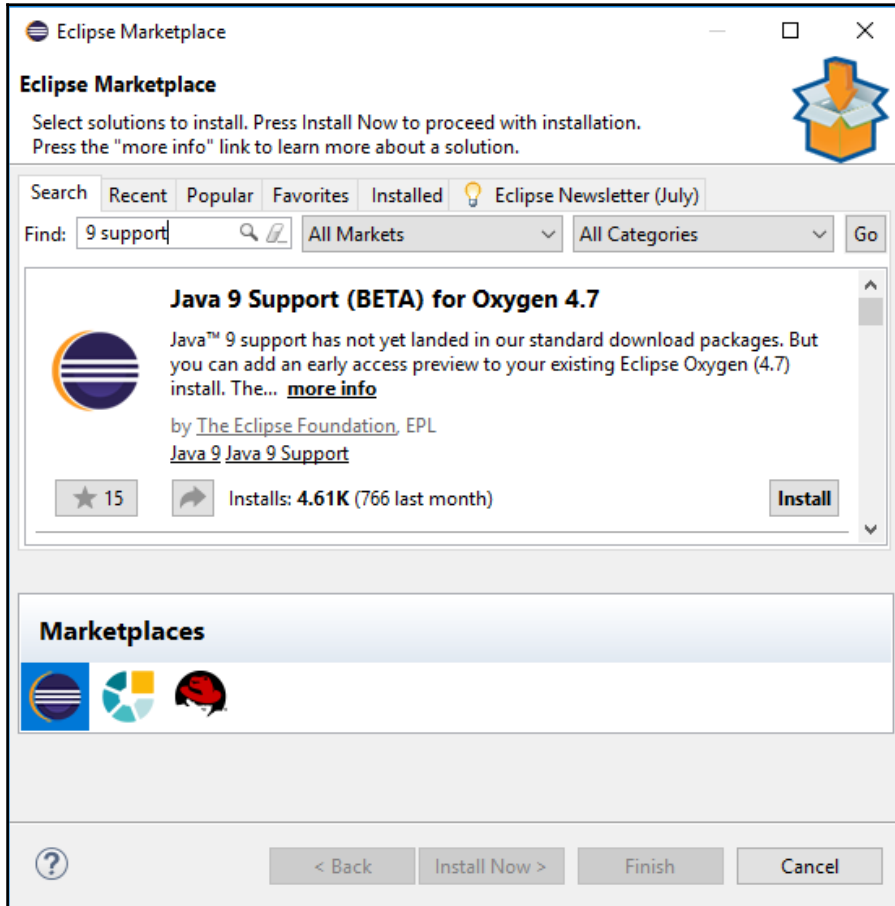 Eclipse Marketplace
Eclipse Marketplace
Select solutions to install. Press Install Now to proceed with installation.
Press the "more info" link to learn more about a solution.
Search Recent Popular Favorites Installed Eclipse Newsletter (July)
Find: 9 support All Markets All Categories Go
Java 9 Support (BETA) for Oxygen 4.7
Java™ 9 support has not yet landed in our standard download packages. But
you can add an early access preview to your existing Eclipse Oxygen (4.7)
install. The... more info
by The Eclipse Foundation, EPL
Java 9 Java 9 Support
15 Installs: 4.61K (766 last month) Install
Marketplaces
? < Back Install Now > Finish Cancel